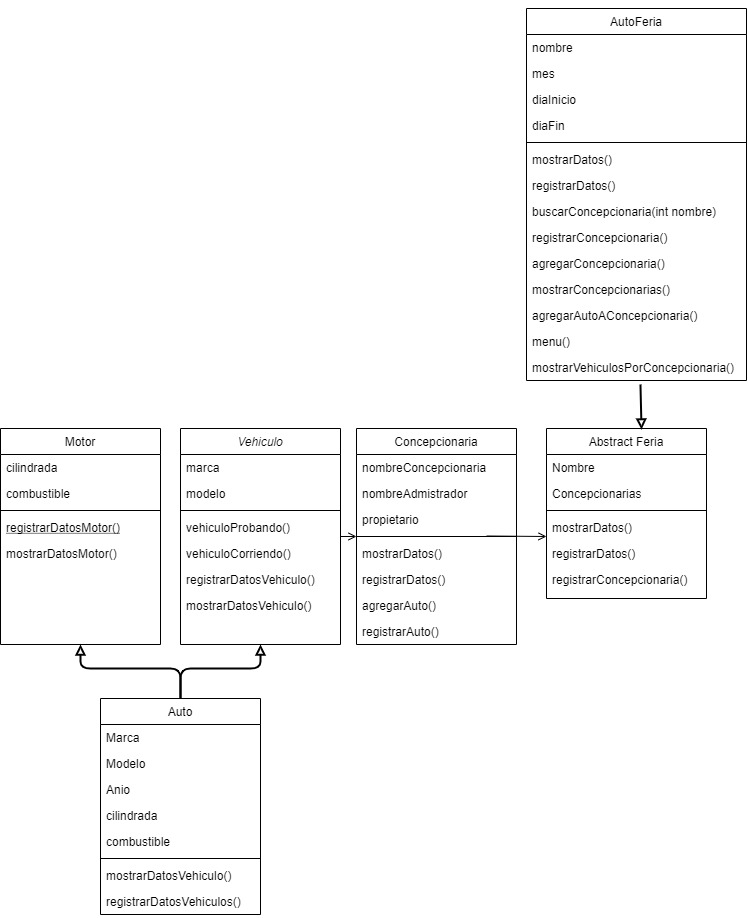 AutoFeria
nombre
mes
diaInicio
diaFin
mostrarDatos()
registrarDatos()
buscarConcepcionaria(int nombre)
registrarConcepcionaria()
agregarConcepcionaria()
mostrarConcepcionarias()
agregarAutoAConcepcionaria()
menu()
mostrarVehiculosPorConcepcionaria()
Motor
cilindrada
combustible
registrarDatosMotor()
mostrarDatosMotor()
Vehiculo
marca
modelo
vehiculoProbando()
vehiculoCorriendo()
registrarDatosVehiculo()
mostrarDatosVehiculo()
Concepcionaria
nombreConcepcionaria
nombreAdmistrador
propietario
mostrarDatos()
registrarDatos()
agregarAuto()
registrarAuto()
Abstract Feria
Nombre
Concepcionarias
mostrarDatos()
registrarDatos()
registrarConcepcionaria()
Auto
Marca
Modelo
Anio
cilindrada
combustible
mostrarDatosVehiculo()
registrarDatosVehiculos()